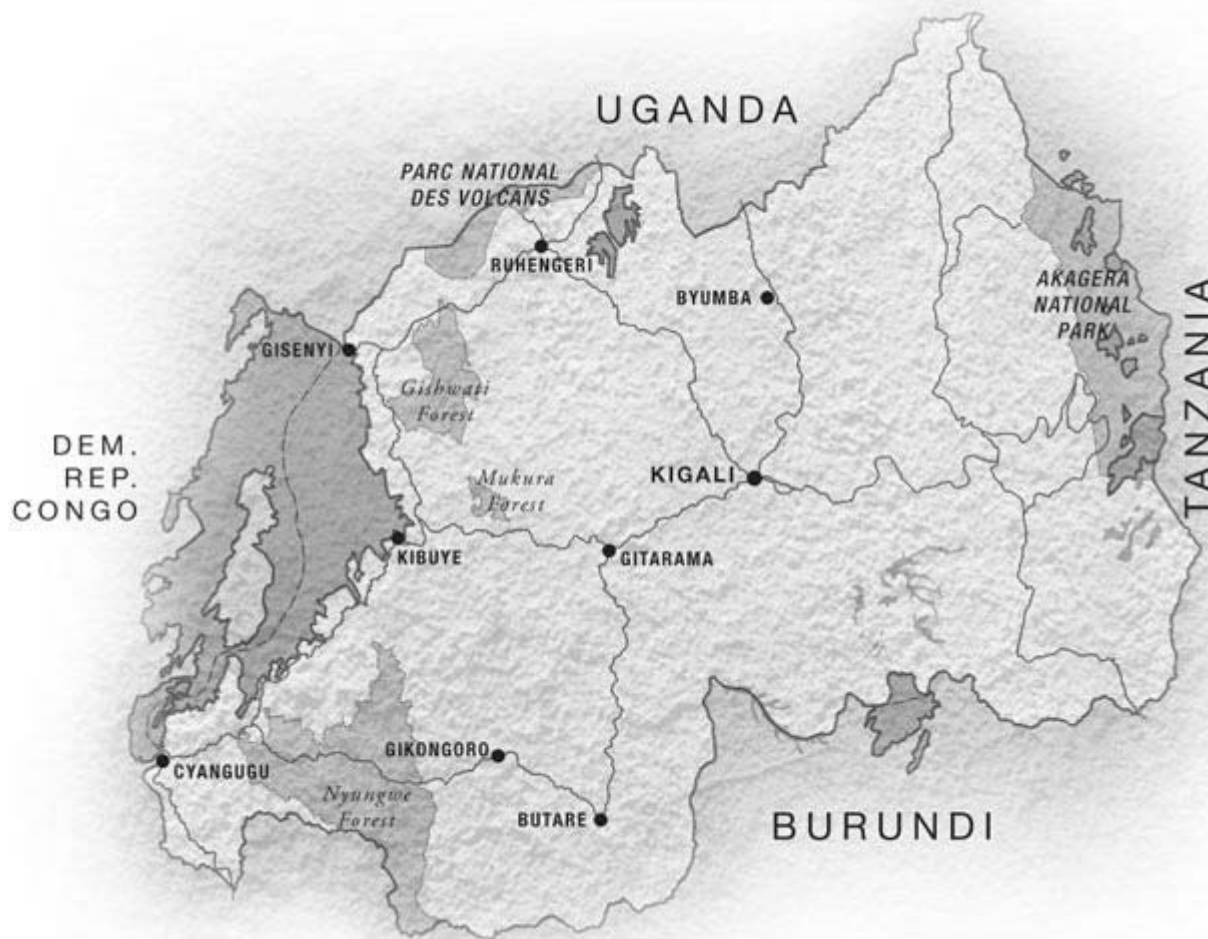 UGANDA
PARC NATIONAL
DES VOLCANS
RUHENGERI
BYUMBA
AKAGERA
NATIONAL
PARK
TANZANIA
GISENYI
Gishwati
Forest
DEM.
REP.
CONGO
Mukura
Forest
KIGALI
KIBUYE
GITARAMA
GIKONGORO
CYANGUGU
Nyungwe
Forest
BUTARE
BURUNDI